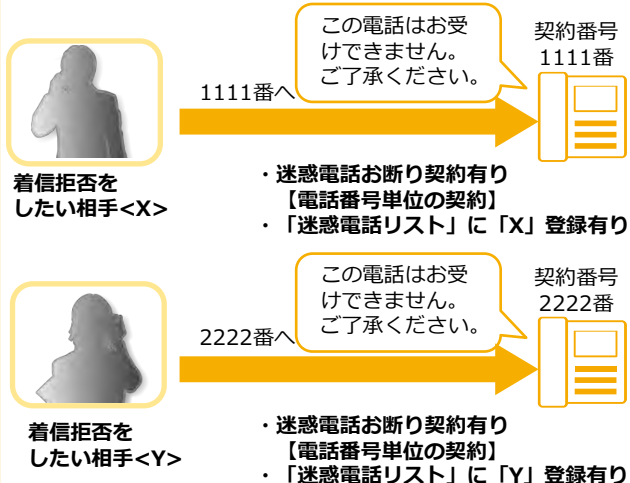 この電話はお受
けできません。
ご了承ください。
契約番号
1111番
1111番へ
着信拒否を
したい相手<X>
・迷惑電話お断り契約有り
【電話番号単位の契約】
・「迷惑電話リスト」に「X」登録有り
この電話はお受
けできません。
ご了承ください。
契約番号
2222番
2222番へ
着信拒否を
したい相手<Y>
・迷惑電話お断り契約有り
【電話番号単位の契約】
・「迷惑電話リスト」に「Y」登録有り